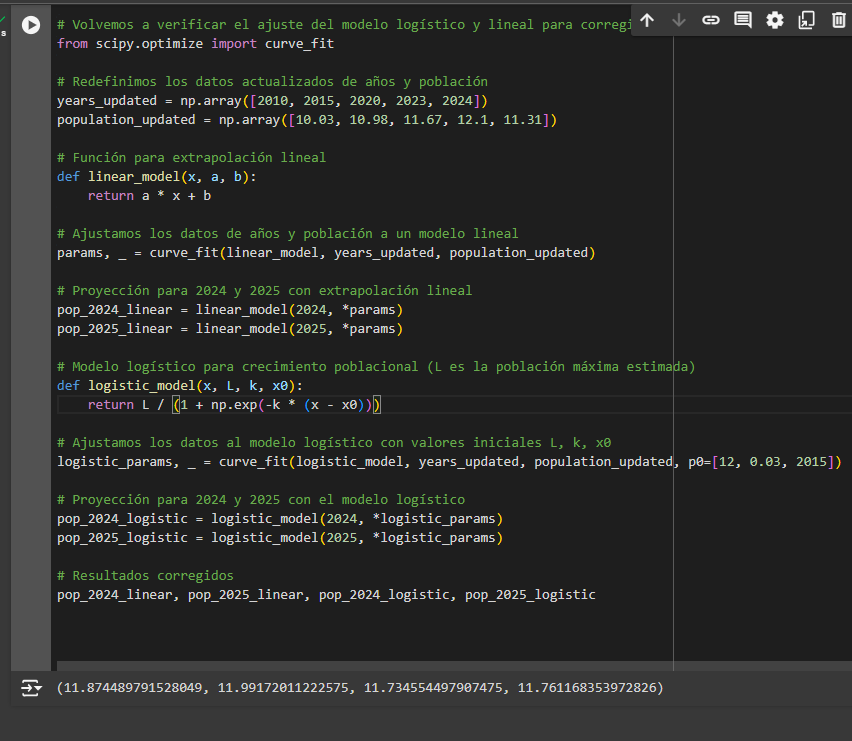 # Volvemos a verificar el ajuste del modelo logístico y lineal para corregi
from scipy.optimize import curve_fit
# Redefinimos los datos actualizados de años y población
years_updated = np.array([2010, 2015, 2020, 2023, 2024])
population_updated = np.array([10.03, 10.98, 11.67, 12.1, 11.31])
# Función para extrapolación lineal
def linear_model(x, a, b):
    return a * x + b
# Ajustamos los datos de años y población a un modelo lineal
params, _ = curve_fit(linear_model, years_updated, population_updated)
# Proyección para 2024 y 2025 con extrapolación lineal
pop_2024_linear = linear_model(2024, *params)
pop_2025_linear = linear_model(2025, *params)
# Modelo logístico para crecimiento poblacional (L es la población máxima estimada)
def logistic_model(x, L, k, x0):
    return L / (1 + np.exp(-k * (x - x0)))
# Ajustamos los datos al modelo logístico con valores iniciales L, k, x0
logistic_params, _ = curve_fit(logistic_model, years_updated, population_updated, p0=[12, 0.03, 2015])
# Proyección para 2024 y 2025 con el modelo logístico
pop_2024_logistic = logistic_model(2024, *logistic_params)
pop_2025_logistic = logistic_model(2025, *logistic_params)
# Resultados corregidos
pop_2024_linear, pop_2025_linear, pop_2024_logistic, pop_2025_logistic
(11.874489791528049, 11.99172011222575, 11.734554497907475, 11.761168353972826)